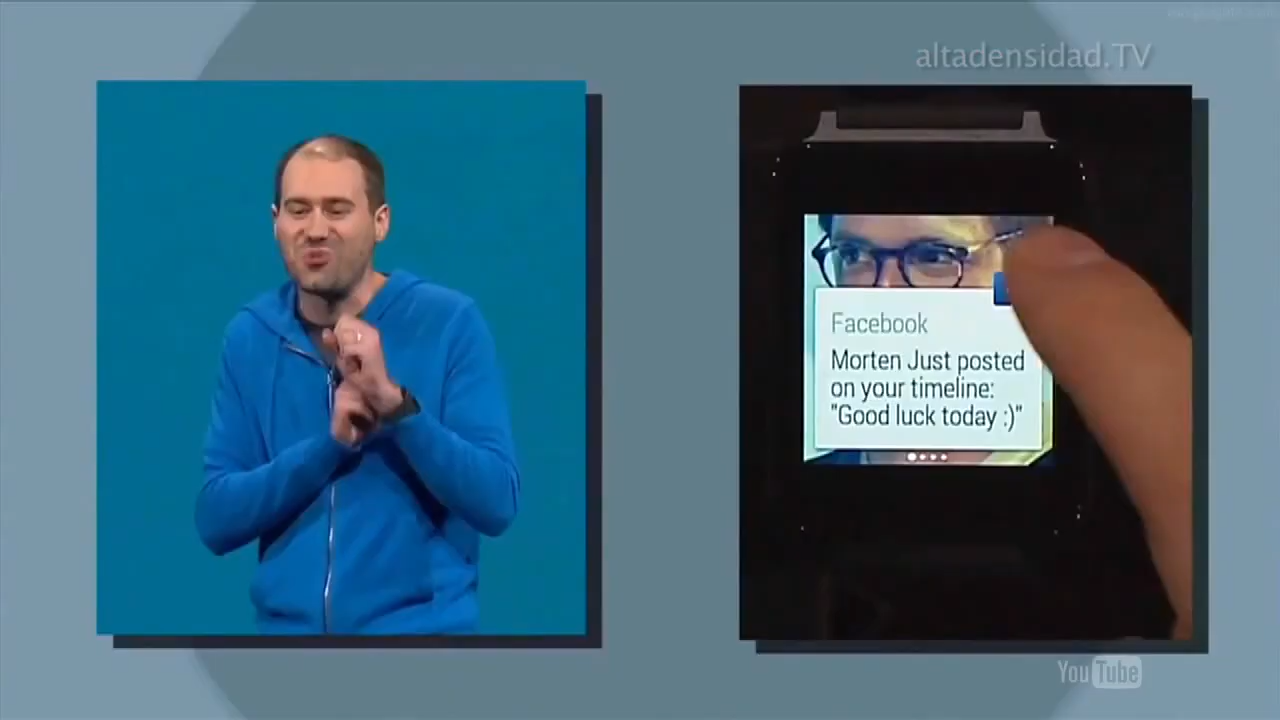 altadensidad.TV
Facebook
Morten Just posted
on your timeline:
"Good luck today :)"
YouTube